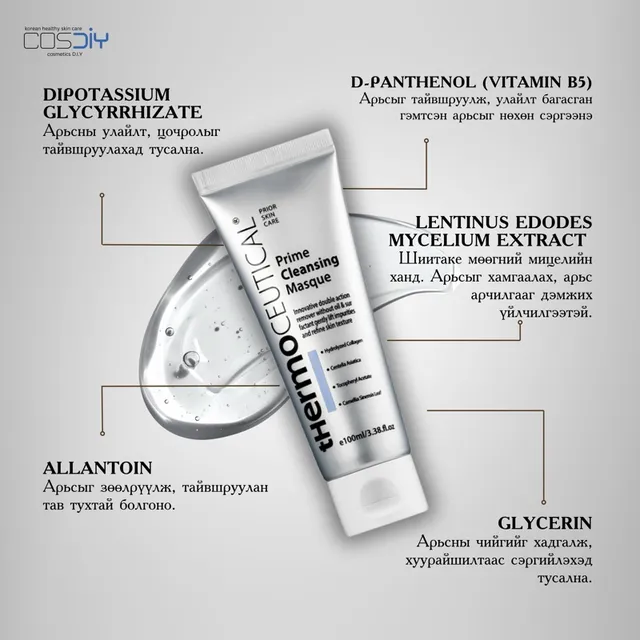 korean healthy skin care
COSDIY
cosmetics D.I.Y
DIPOTASSIUM
GLYCYRRHIZATE
Арьсны улайлт, цочролыг
тайвшруулахад тусална.
D-PANTHENOL (VITAMIN B5)
Арьсыг тайвшруулж, улайлт багасган
гэмтсэн арьсыг нөхөн сэргээнэ
LENTINUS EDODES
MYCELIUM EXTRACT
Шиитаке мөөгний мицелийн
ханд. Арьсыг хамгаалах, арьс
арчилгааг дэмжих
үйлчилгээтэй.
tHermoCEUTICAL®
PRIOR
SKIN
CARE
Prime
Cleansing
Masque
Innovative double action
remover without oil & sur
factant gently lift impurities
and refine skin texture
• Hydrolyzed Collagen
• Centella Asiatica
• Tocopheryl Acetate
• Camellia Sinensis Leaf
e100ml/3.38.fl.oz
ALLANTOIN
Арьсыг зөөлрүүлж, тайвшруулан
тав тухтай болгоно.
GLYCERIN
Арьсны чийгийг хадгалж,
хуурайшилтаас сэргийлэхэд
тусална.